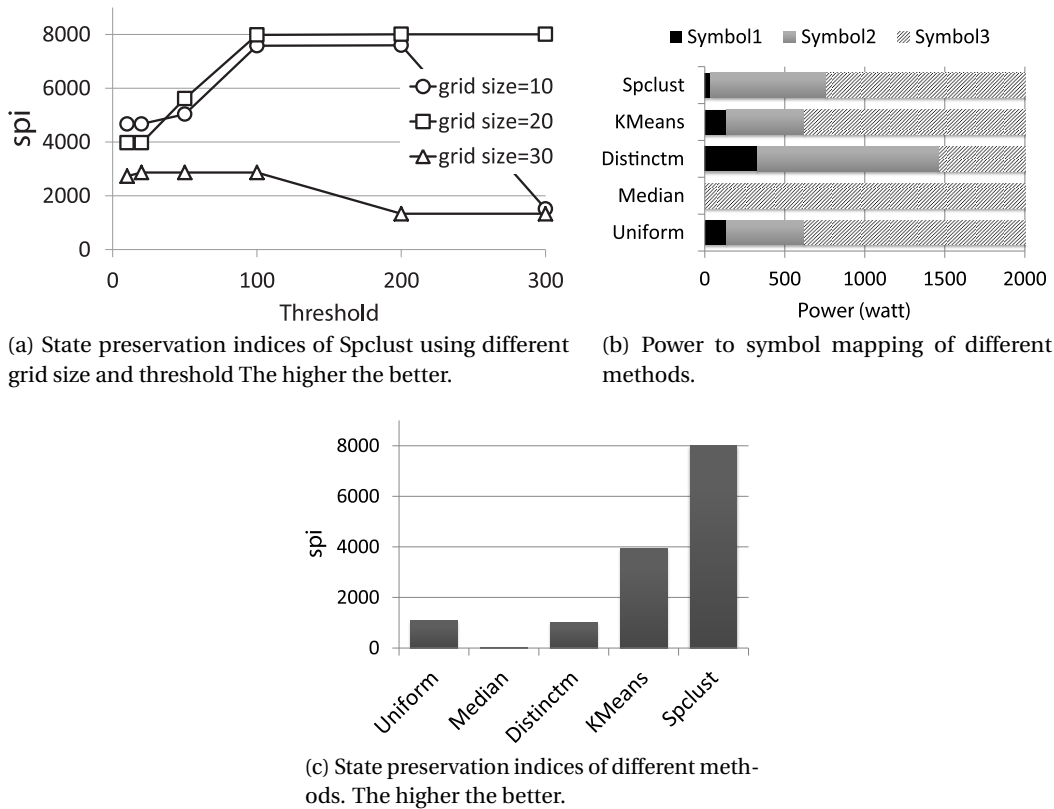 8000
6000
4000
2000
0
spi
grid size=10
grid size=20
grid size=30
0 100 200 300
Threshold
(a) State preservation indices of Spclust using different
grid size and threshold The higher the better.
Symbol1 Symbol2 Symbol3
Spclust
KMeans
Distinctm
Median
Uniform
0 500 1000 1500 2000
Power (watt)
(b) Power to symbol mapping of different
methods.
8000
6000
4000
2000
0
spi
Uniform
Median
Distinctm
KMeans
Spclust
(c) State preservation indices of different meth-
ods. The higher the better.